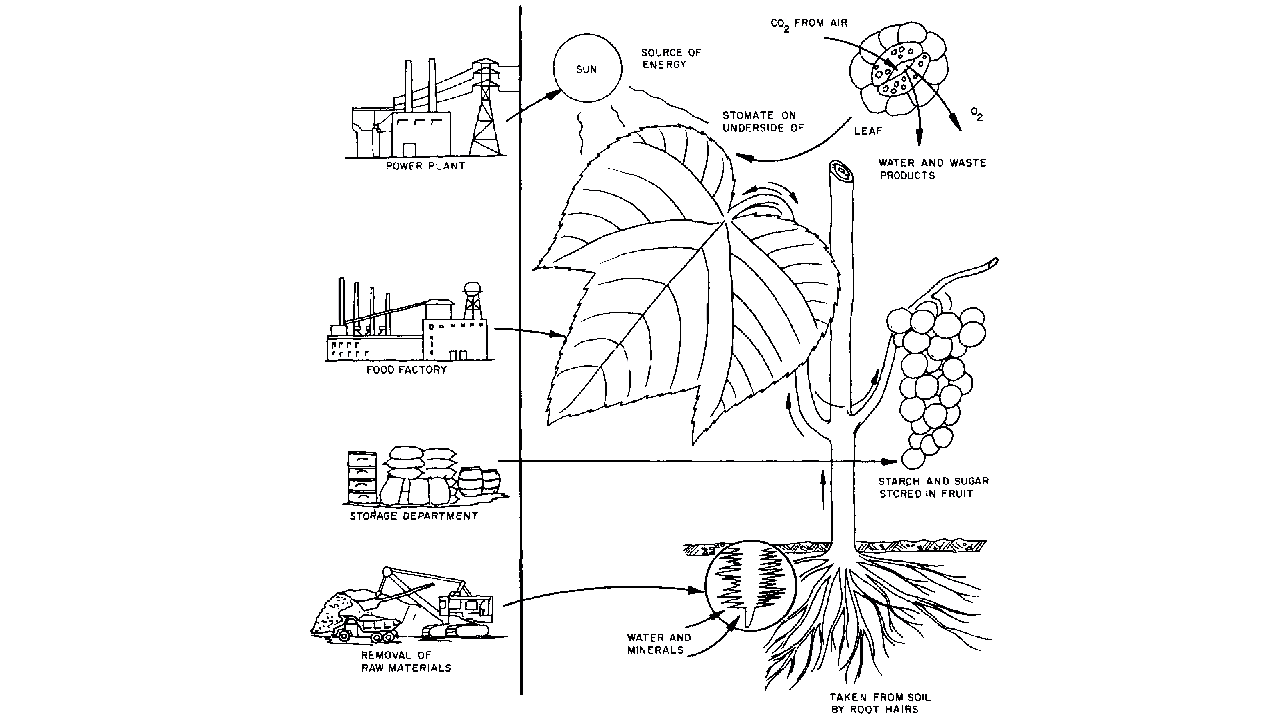 CO2 FROM AIR
SOURCE OF
ENERGY
SUN
STOMATE ON
UNDERSIDE OF
LEAF
O2
WATER AND WASTE
PRODUCTS
POWER PLANT
FOOD FACTORY
STORAGE DEPARTMENT
STARCH AND SUGAR
STORED IN FRUIT
REMOVAL OF
RAW MATERIALS
WATER AND
MINERALS
TAKEN FROM SOIL
BY ROOT HAIRS